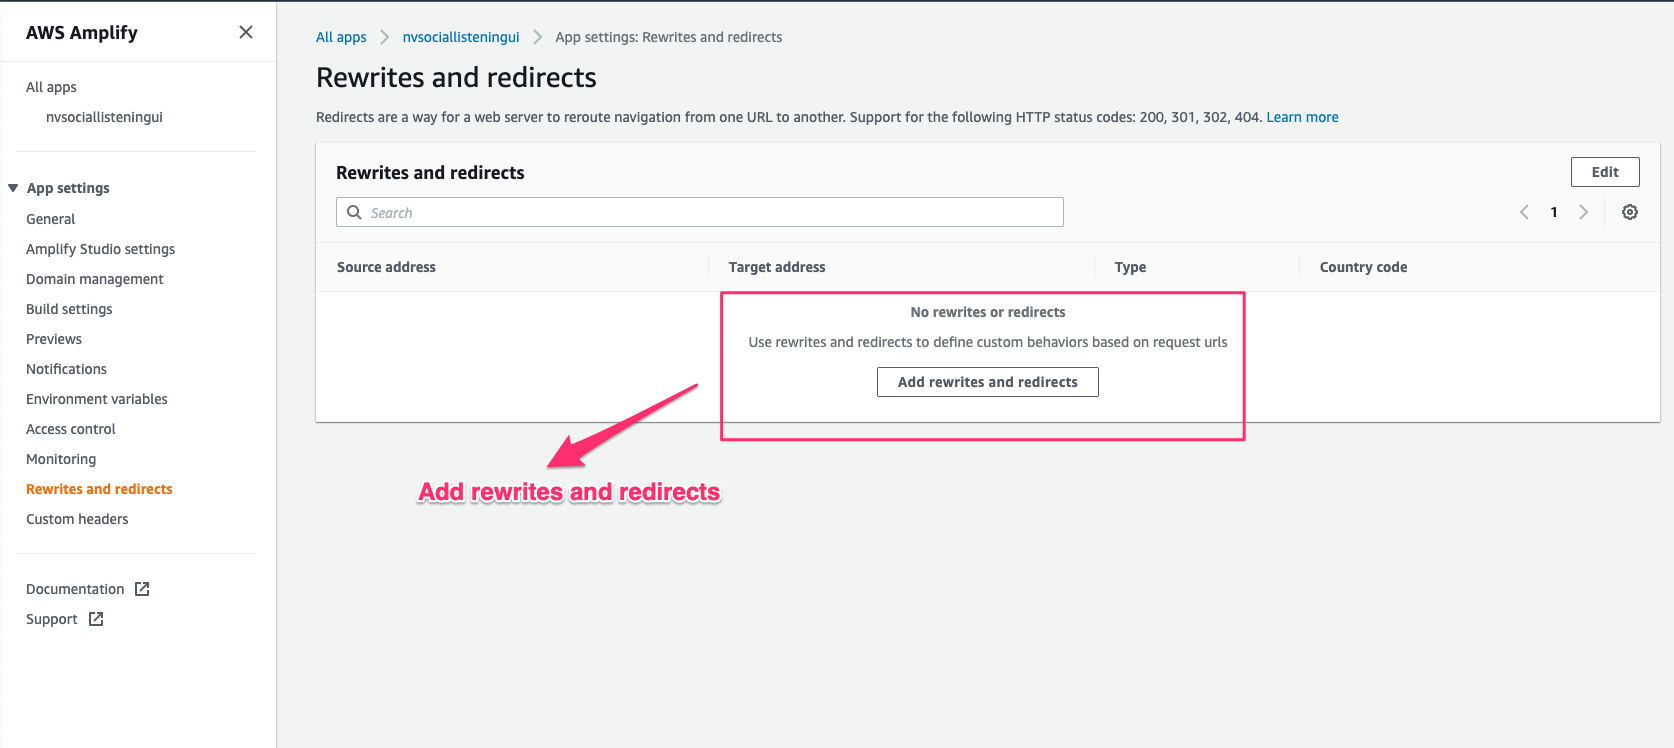 AWS Amplify
All apps
nvsociallisteningui
App settings
General
Amplify Studio settings
Domain management
Build settings
Previews
Notifications
Environment variables
Access control
Monitoring
Rewrites and redirects
Custom headers
Documentation
Support
All apps > nvsociallisteningui > App settings: Rewrites and redirects
Rewrites and redirects
Redirects are a way for a web server to reroute navigation from one URL to another. Support for the following HTTP status codes: 200, 301, 302, 404. Learn more
Rewrites and redirects
Edit
Search
1
Source address Target address Type Country code
No rewrites or redirects
Use rewrites and redirects to define custom behaviors based on request urls
Add rewrites and redirects
Add rewrites and redirects